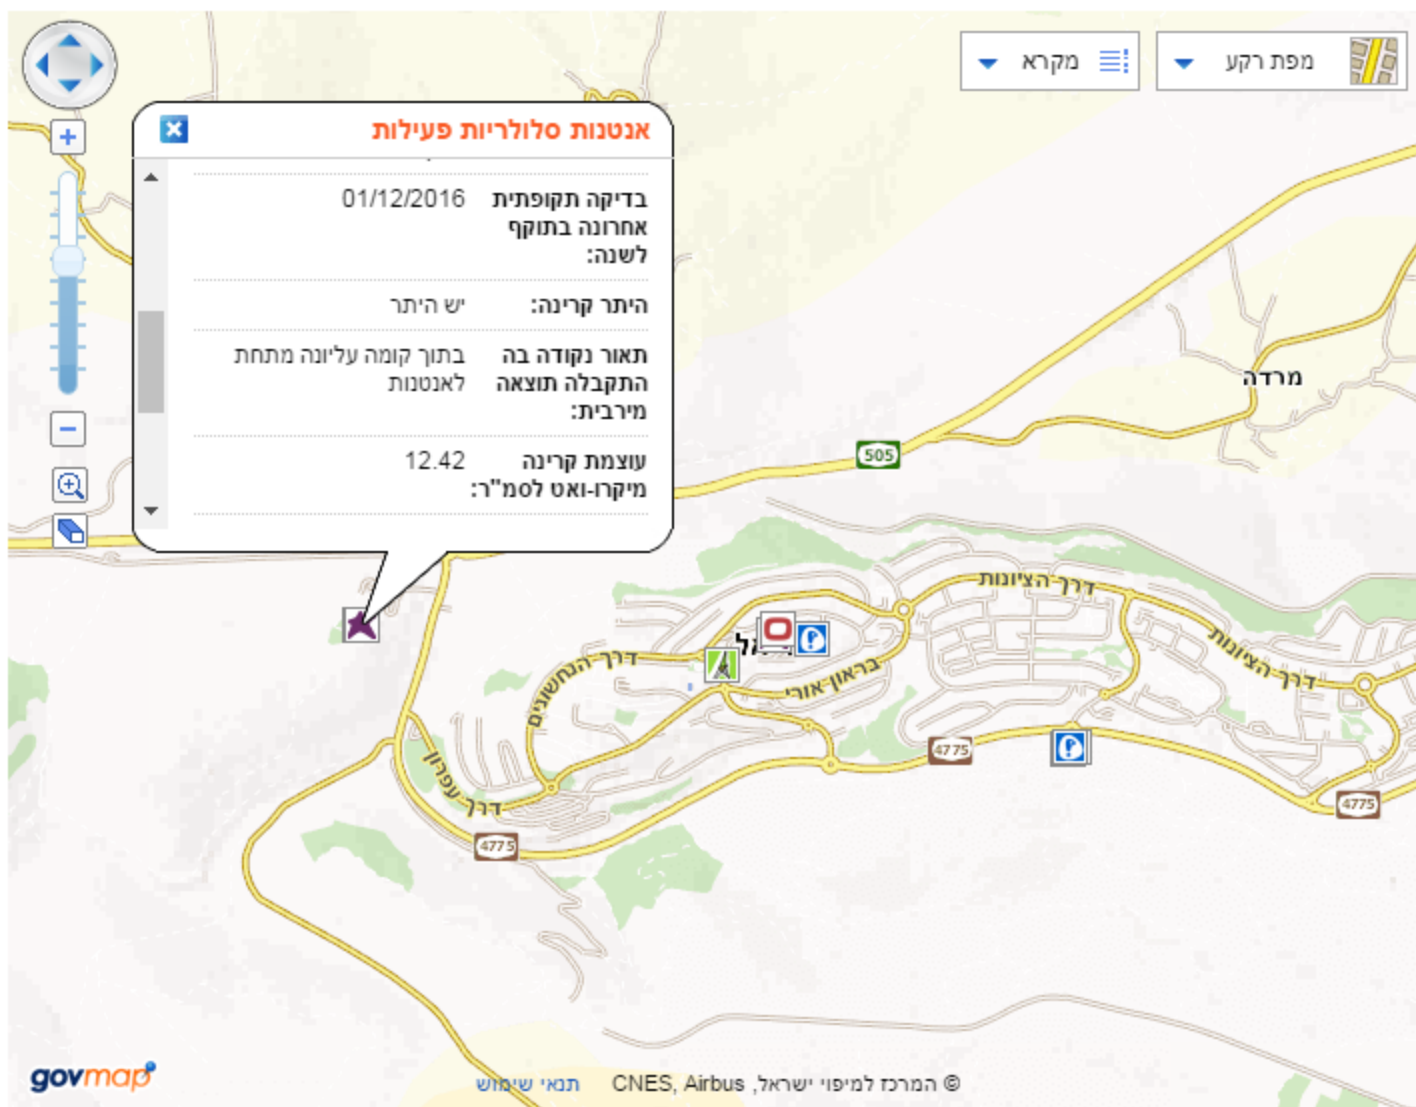 מפת רקע
מקרא
אנטנות סלולריות פעילות
בדיקה תקופתית 01/12/2016
אחרונה בתוקף
לשנה:
היתר קרינה: יש היתר
תאור נקודה בה בתוך קומה עליונה מתחת
התקבלה תוצאה לאנטנות
מירבית:
עוצמת קרינה 12.42
מיקרו-ואט לסמ"ר:
מרדה
505
דרך הציונות
דרך הציונות
דרך הנחשונים
בראון אורי
דרך עפרון
4775
4775
4775
govmap
© המרכז למיפוי ישראל, CNES, Airbus תנאי שימוש